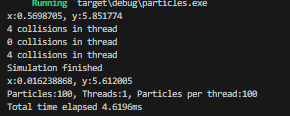 Running target\debug\particles.exe
x:0.5698705, y:5.851774
4 collisions in thread
0 collisions in thread
4 collisions in thread
Simulation finished
x:0.016238868, y:5.612005
Particles:100, Threads:1, Particles per thread:100
Total time elapsed 4.6196ms